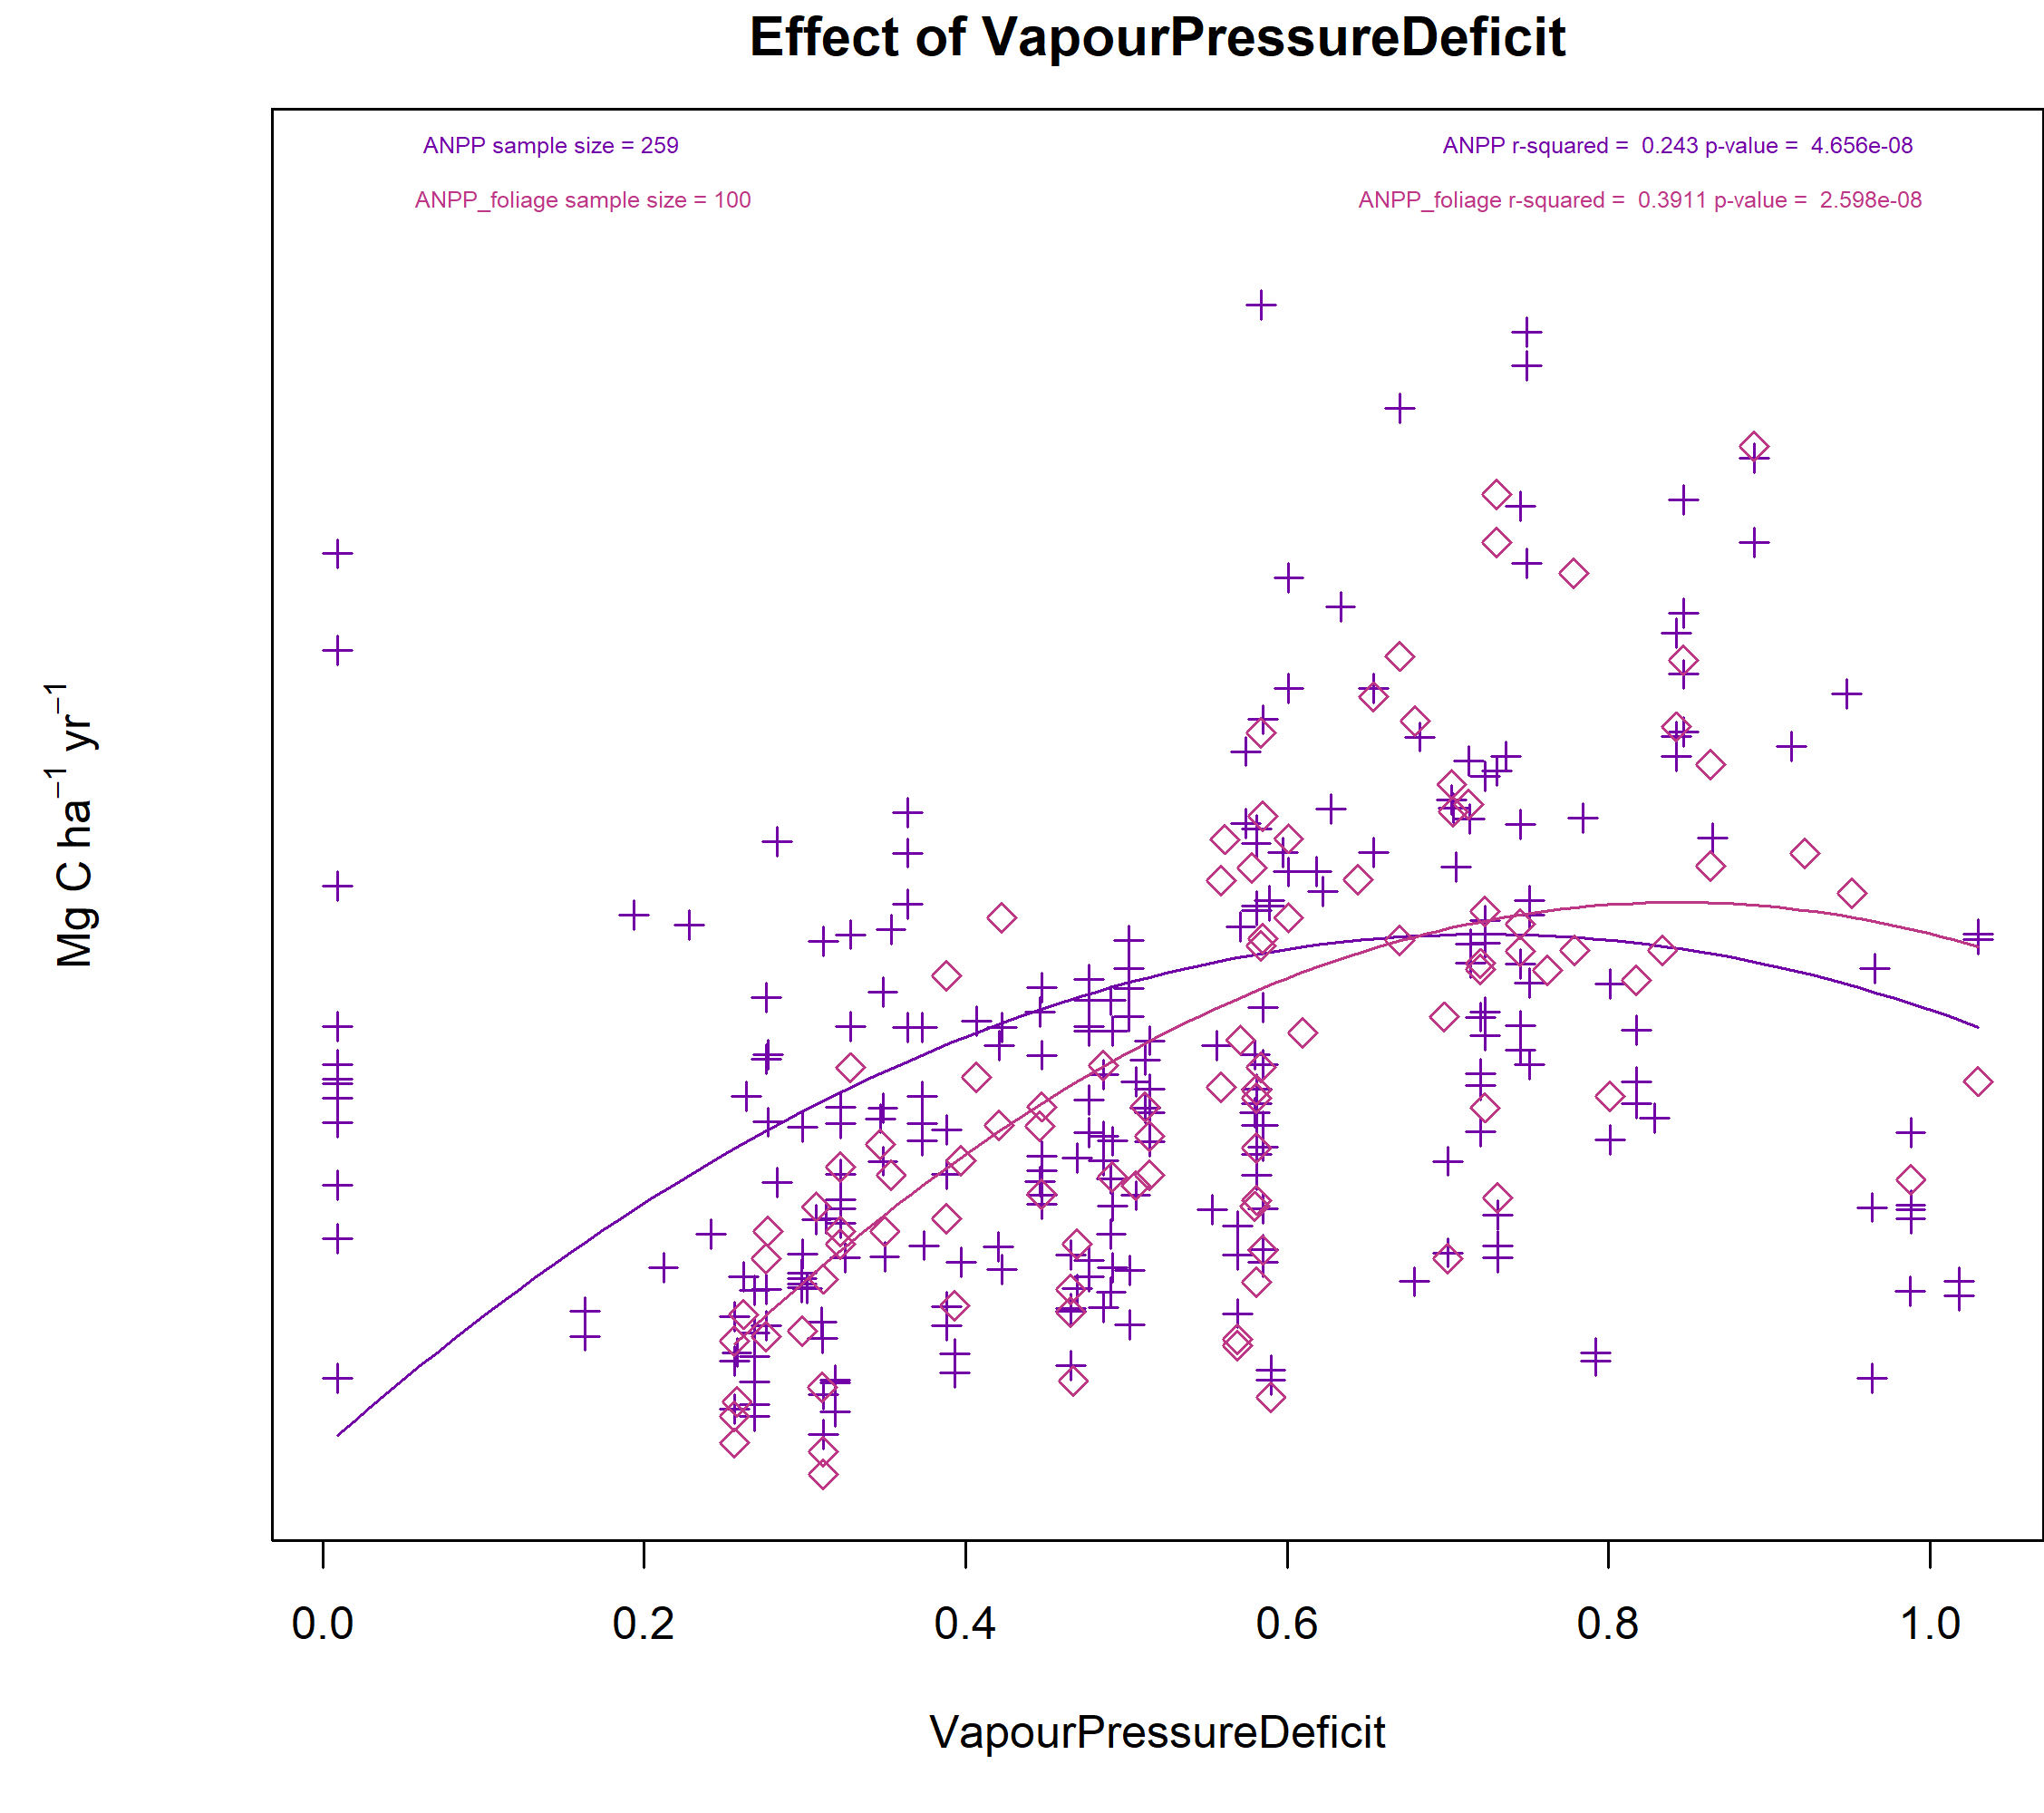 Effect of VapourPressureDeficit
ANPP sample size = 259
ANPP r-squared =  0.243 p-value =  4.656e-08
ANPP_foliage sample size = 100
ANPP_foliage r-squared =  0.3911 p-value =  2.598e-08
Mg C ha⁻¹ yr⁻¹
0.0 0.2 0.4 0.6 0.8 1.0
VapourPressureDeficit